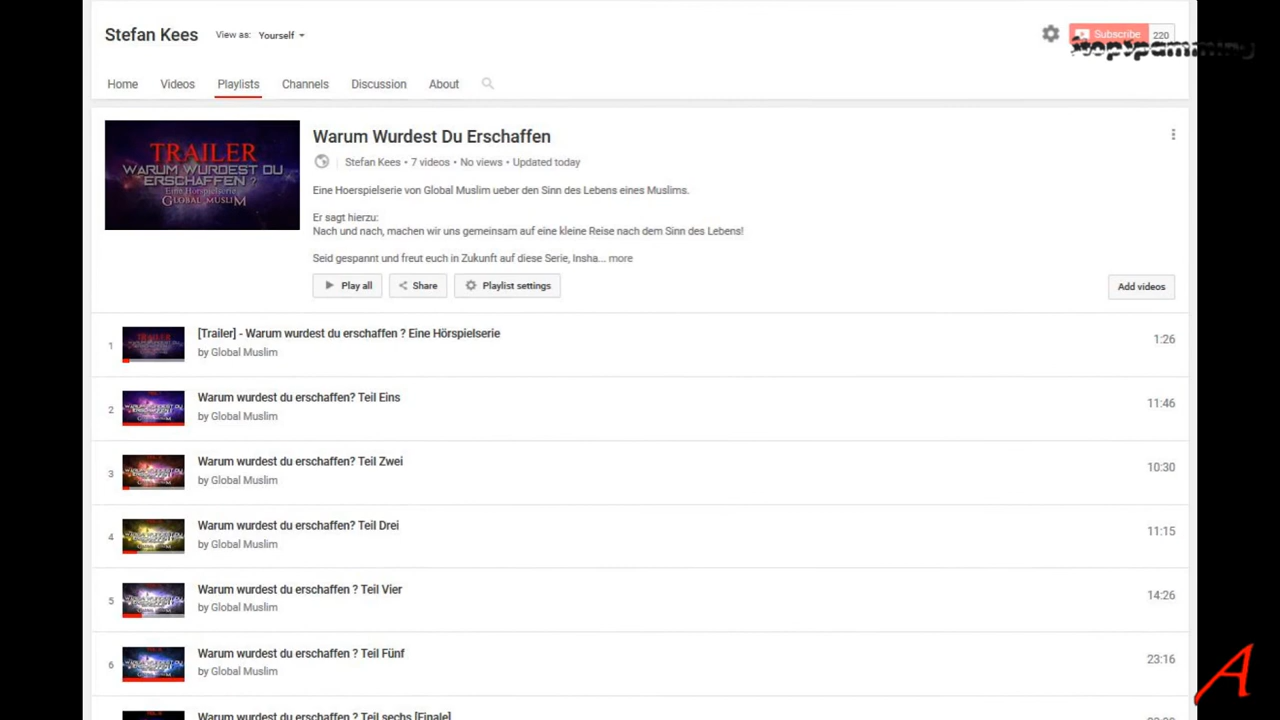 Stefan Kees
View as: Yourself
Subscribe 220
Home Videos Playlists Channels Discussion About
TRAILER
WARUM WURDEST DU
ERSCHAFFEN ?
Eine Hörspielserie
GLOBAL MUSLIM
Warum Wurdest Du Erschaffen
Stefan Kees • 7 videos • No views • Updated today
Eine Hoerspielserie von Global Muslim ueber den Sinn des Lebens eines Muslims.
Er sagt hierzu:
Nach und nach, machen wir uns gemeinsam auf eine kleine Reise nach dem Sinn des Lebens!
Seid gespannt und freut euch in Zukunft auf diese Serie, Insha... more
Play all Share Playlist settings
Add videos
1 [Trailer] - Warum wurdest du erschaffen ? Eine Hörspielserie 1:26
by Global Muslim
2 Warum wurdest du erschaffen? Teil Eins 11:46
by Global Muslim
3 Warum wurdest du erschaffen? Teil Zwei 10:30
by Global Muslim
4 Warum wurdest du erschaffen? Teil Drei 11:15
by Global Muslim
5 Warum wurdest du erschaffen ? Teil Vier 14:26
by Global Muslim
6 Warum wurdest du erschaffen ? Teil Fünf 23:16
by Global Muslim
Warum wurdest du erschaffen ? Teil sechs [Finale]
A